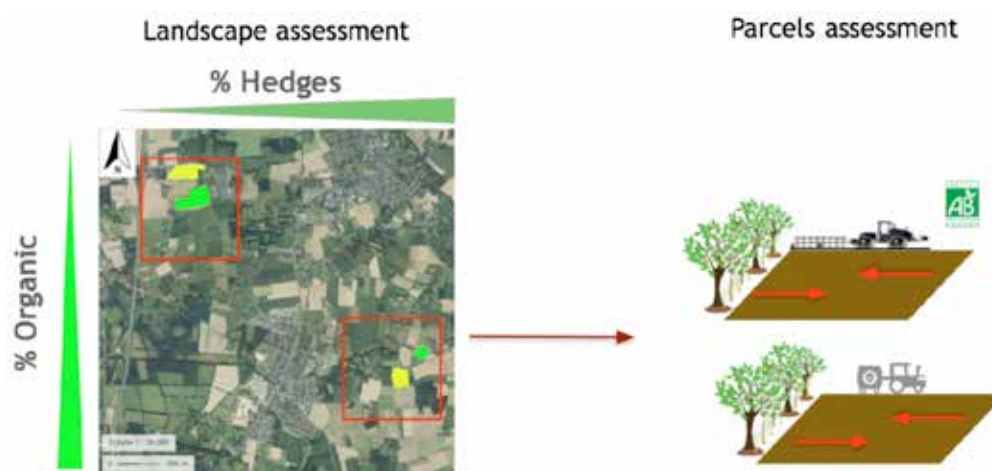 Landscape assessment
Parcels assessment
% Hedges
% Organic
N
AB